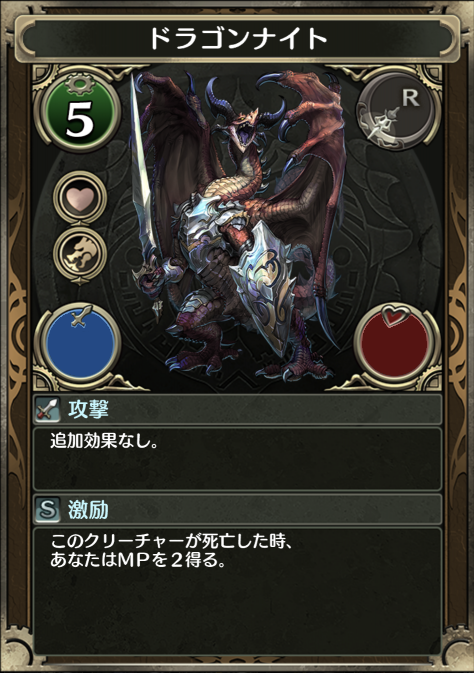 ドラゴンナイト
5
R
攻撃
追加効果なし。
S 激励
このクリーチャーが死亡した時、
あなたはMPを2得る。